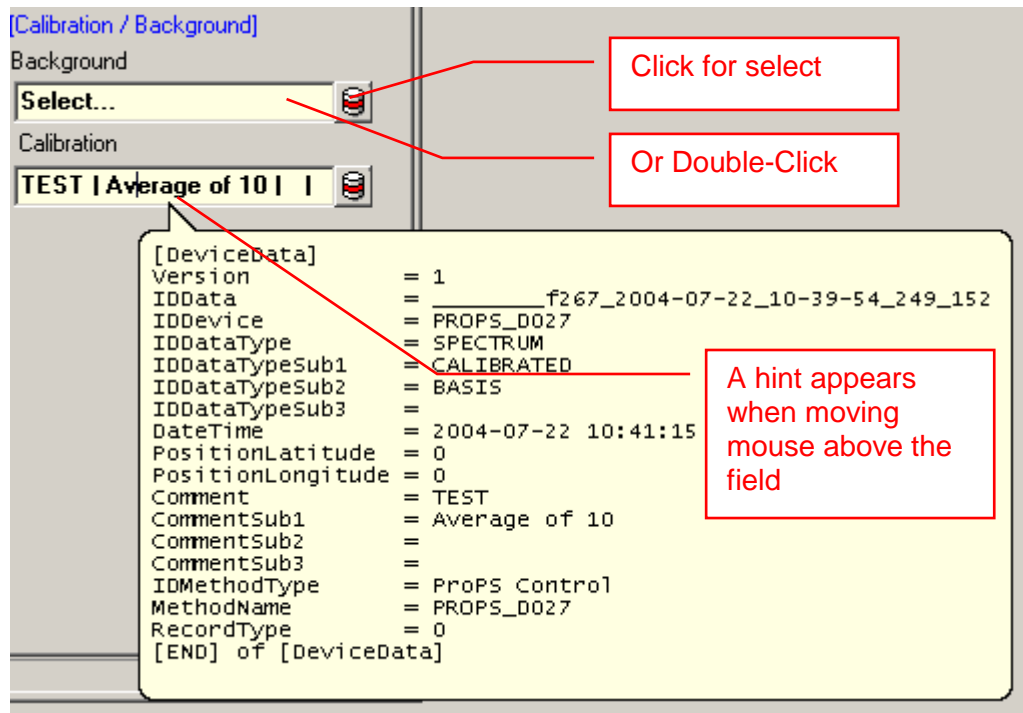 [Calibration / Background]
Background
Select...
Calibration
TEST | Average of 10 |   |
Click for select
Or Double-Click
[DeviceData]
Version = 1
IDData = _________f267_2004-07-22_10-39-54_249_152
IDDevice = PROPS_D027
IDDataType = SPECTRUM
IDDataTypeSub1 = CALIBRATED
IDDataTypeSub2 = BASIS
IDDataTypeSub3 =
DateTime = 2004-07-22 10:41:15
PositionLatitude = 0
PositionLongitude = 0
Comment = TEST
CommentSub1 = Average of 10
CommentSub2 =
CommentSub3 =
IDMethodType = ProPS Control
MethodName = PROPS_D027
RecordType = 0
[END] of [DeviceData]
A hint appears
when moving
mouse above the
field